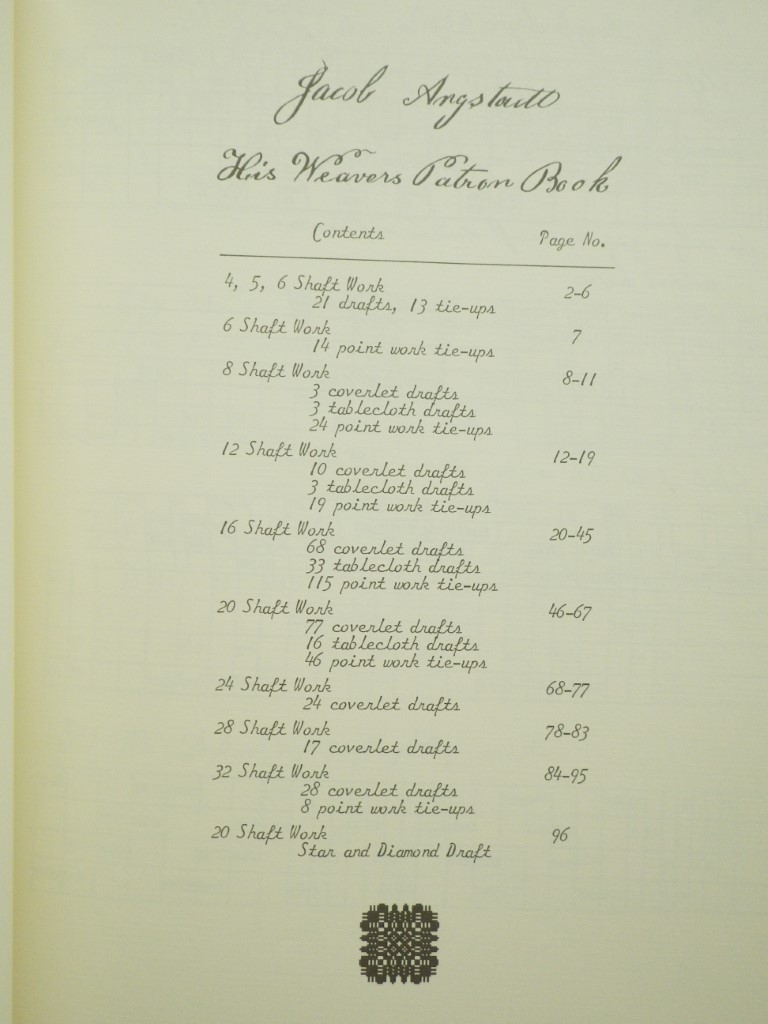 Jacob Angstadt
His Weavers Patron Book
Contents Page No.
4, 5, 6 Shaft Work 2-6
21 drafts, 13 tie-ups
6 Shaft Work 7
14 point work tie-ups
8 Shaft Work 8-11
3 coverlet drafts
3 tablecloth drafts
24 point work tie-ups
12 Shaft Work 12-19
10 coverlet drafts
3 tablecloth drafts
19 point work tie-ups
16 Shaft Work 20-45
68 coverlet drafts
33 tablecloth drafts
115 point work tie-ups
20 Shaft Work 46-67
77 coverlet drafts
16 tablecloth drafts
46 point work tie-ups
24 Shaft Work 68-77
24 coverlet drafts
28 Shaft Work 78-83
17 coverlet drafts
32 Shaft Work 84-95
28 coverlet drafts
8 point work tie-ups
20 Shaft Work 96
Star and Diamond Draft